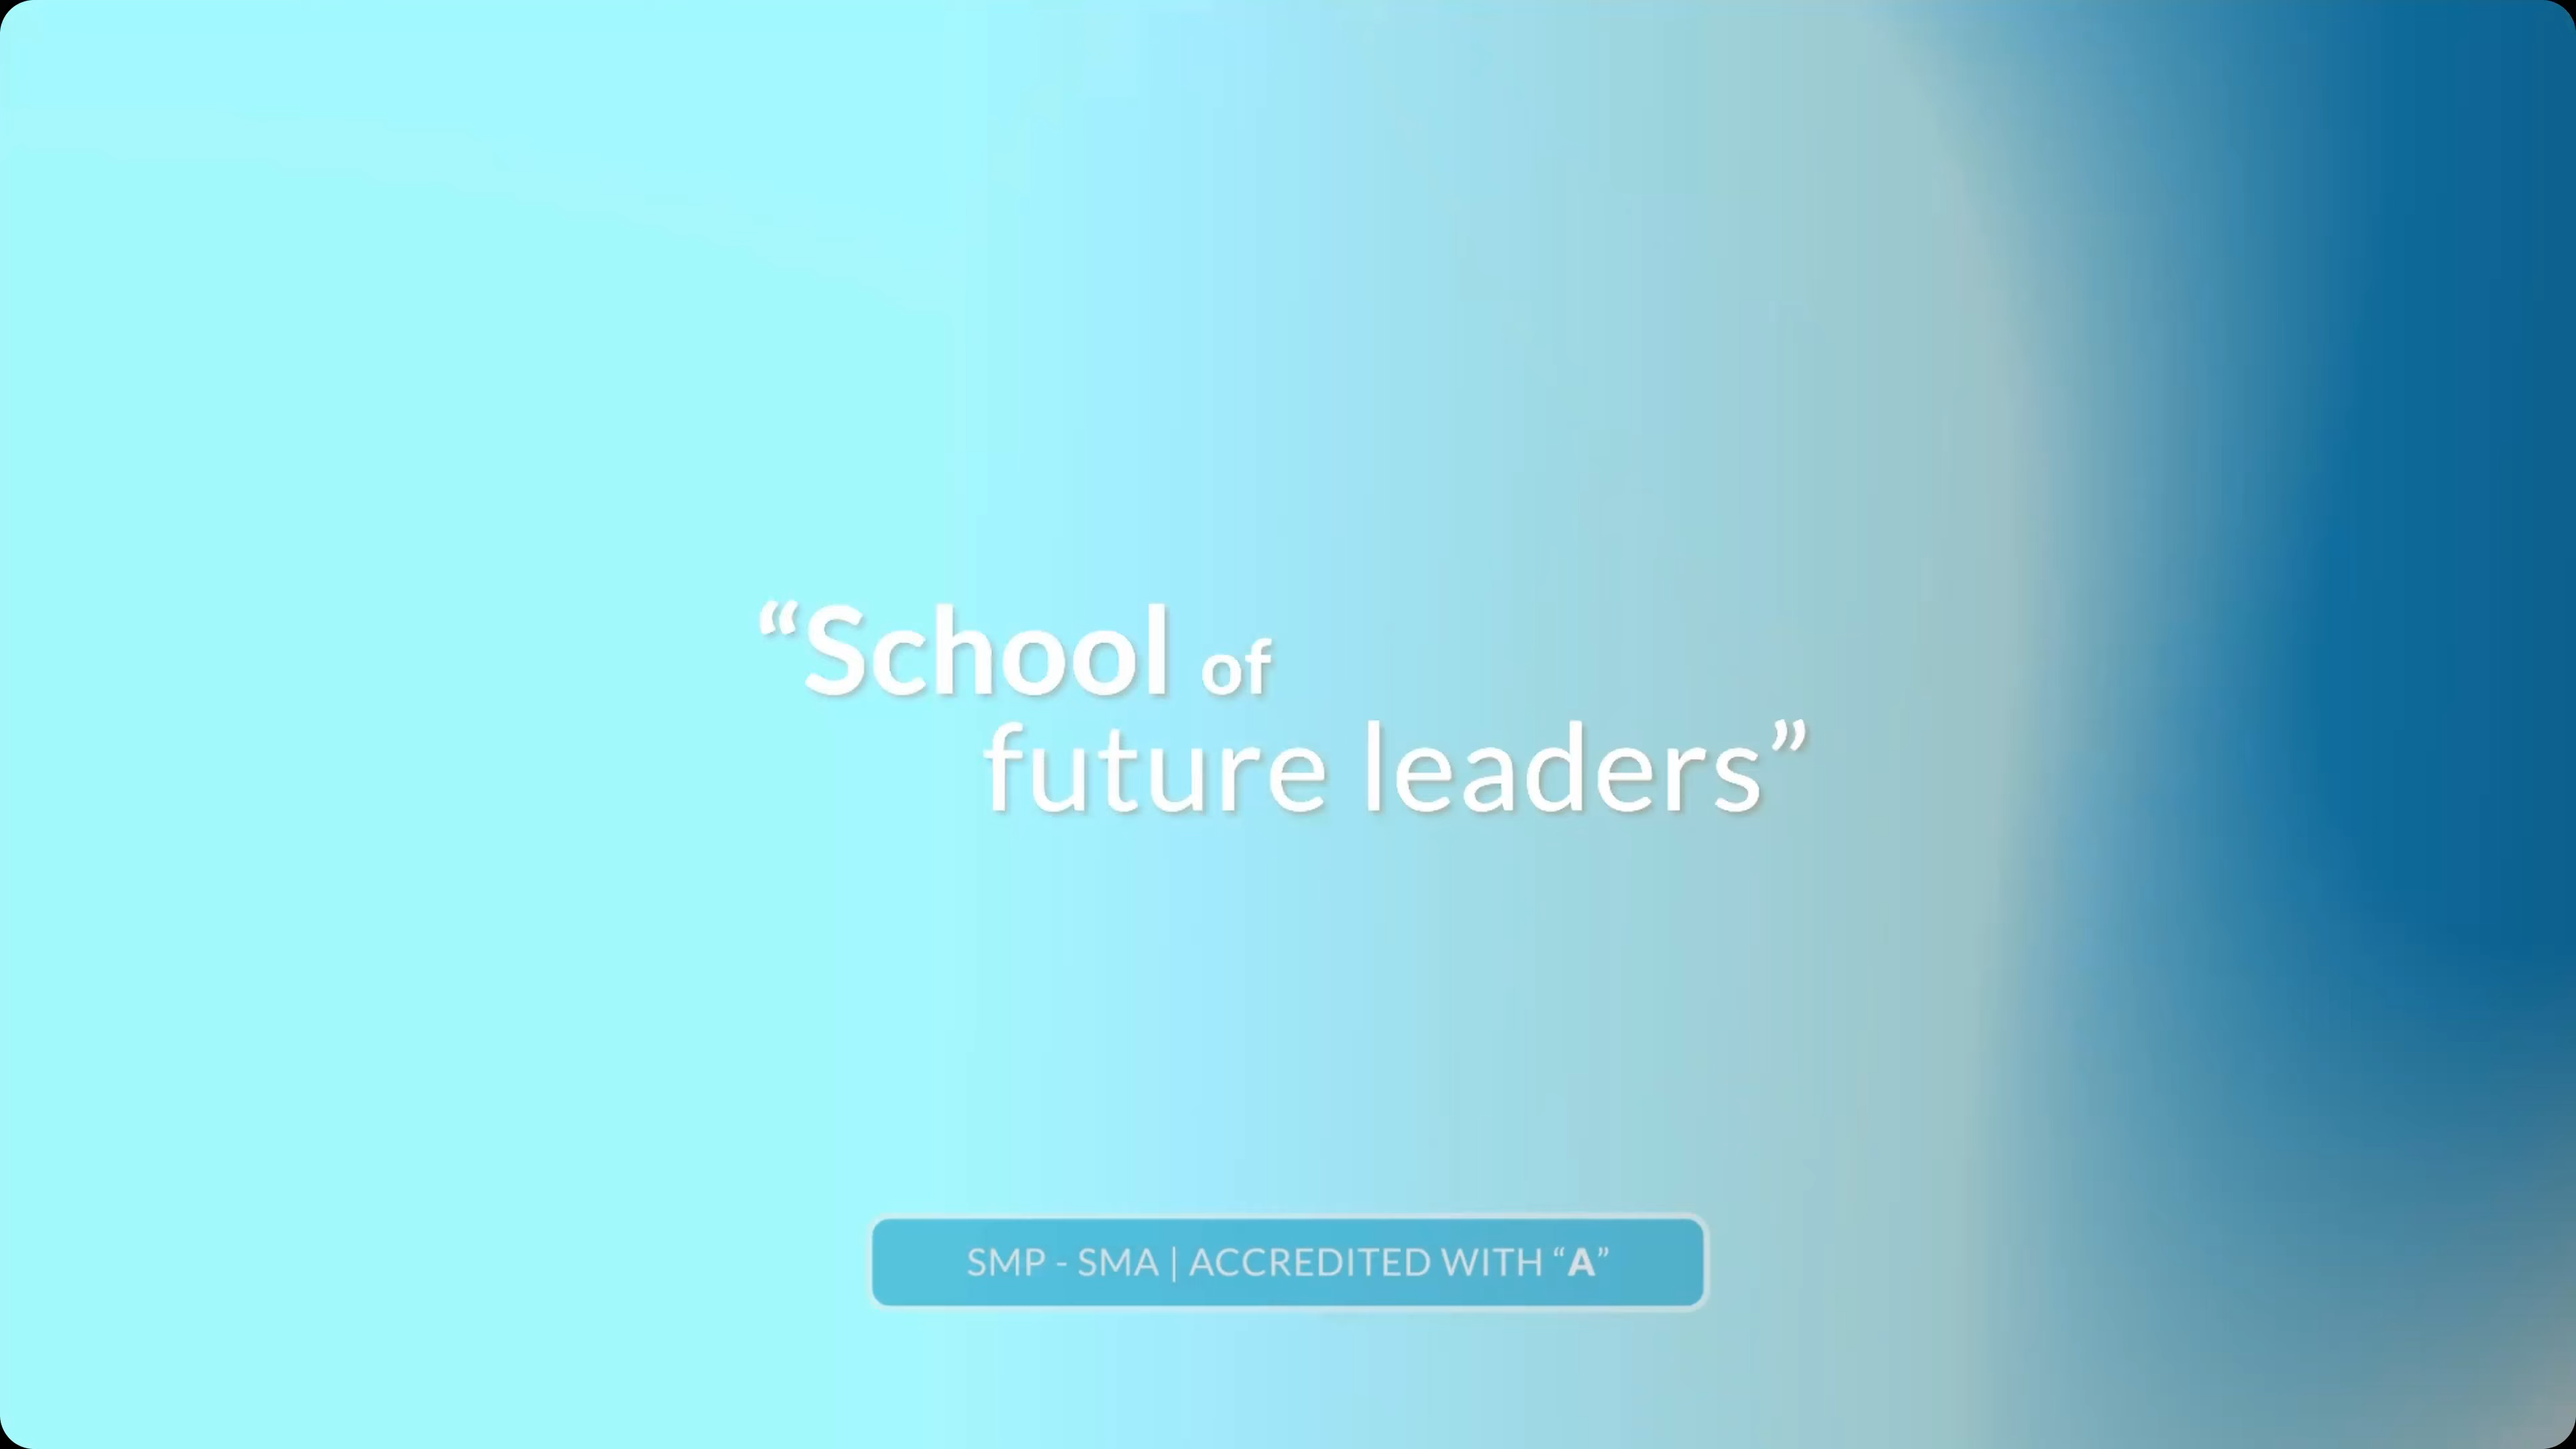 “School of
future leaders”
SMP - SMA | ACCREDITED WITH “A”